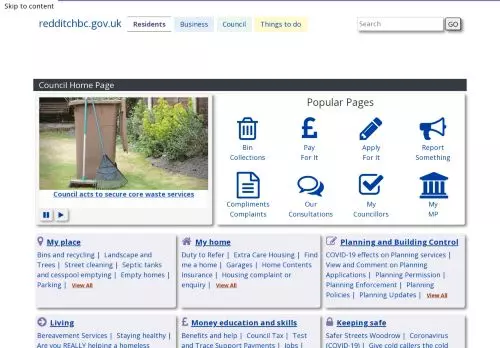 Skip to content
redditchbc.gov.uk
Residents
Business
Council
Things to do
Search
GO
Council Home Page
Council acts to secure core waste services
Popular Pages
Bin
Collections
Pay
For It
Apply
For It
Report
Something
Compliments
Complaints
Our
Consultations
My
Councillors
My
MP
My place
Bins and recycling | Landscape and
Trees | Street cleaning | Septic tanks
and cesspool emptying | Empty homes |
Parking | View All
My home
Duty to Refer | Extra Care Housing | Find
me a home | Garages | Home Contents
Insurance | Housing complaint or
enquiry | View All
Planning and Building Control
COVID-19 effects on Planning services |
View and Comment on Planning
Applications | Planning Permission |
Planning Enforcement | Planning
Policies | Planning Updates | View All
Living
Bereavement Services | Staying healthy |
Are you REALLY helping a homeless
Money education and skills
Benefits and help | Council Tax | Test
and Trace Support Payments | Jobs |
Keeping safe
Safer Streets Woodrow | Coronavirus
(COVID-19) | Give cold callers the cold